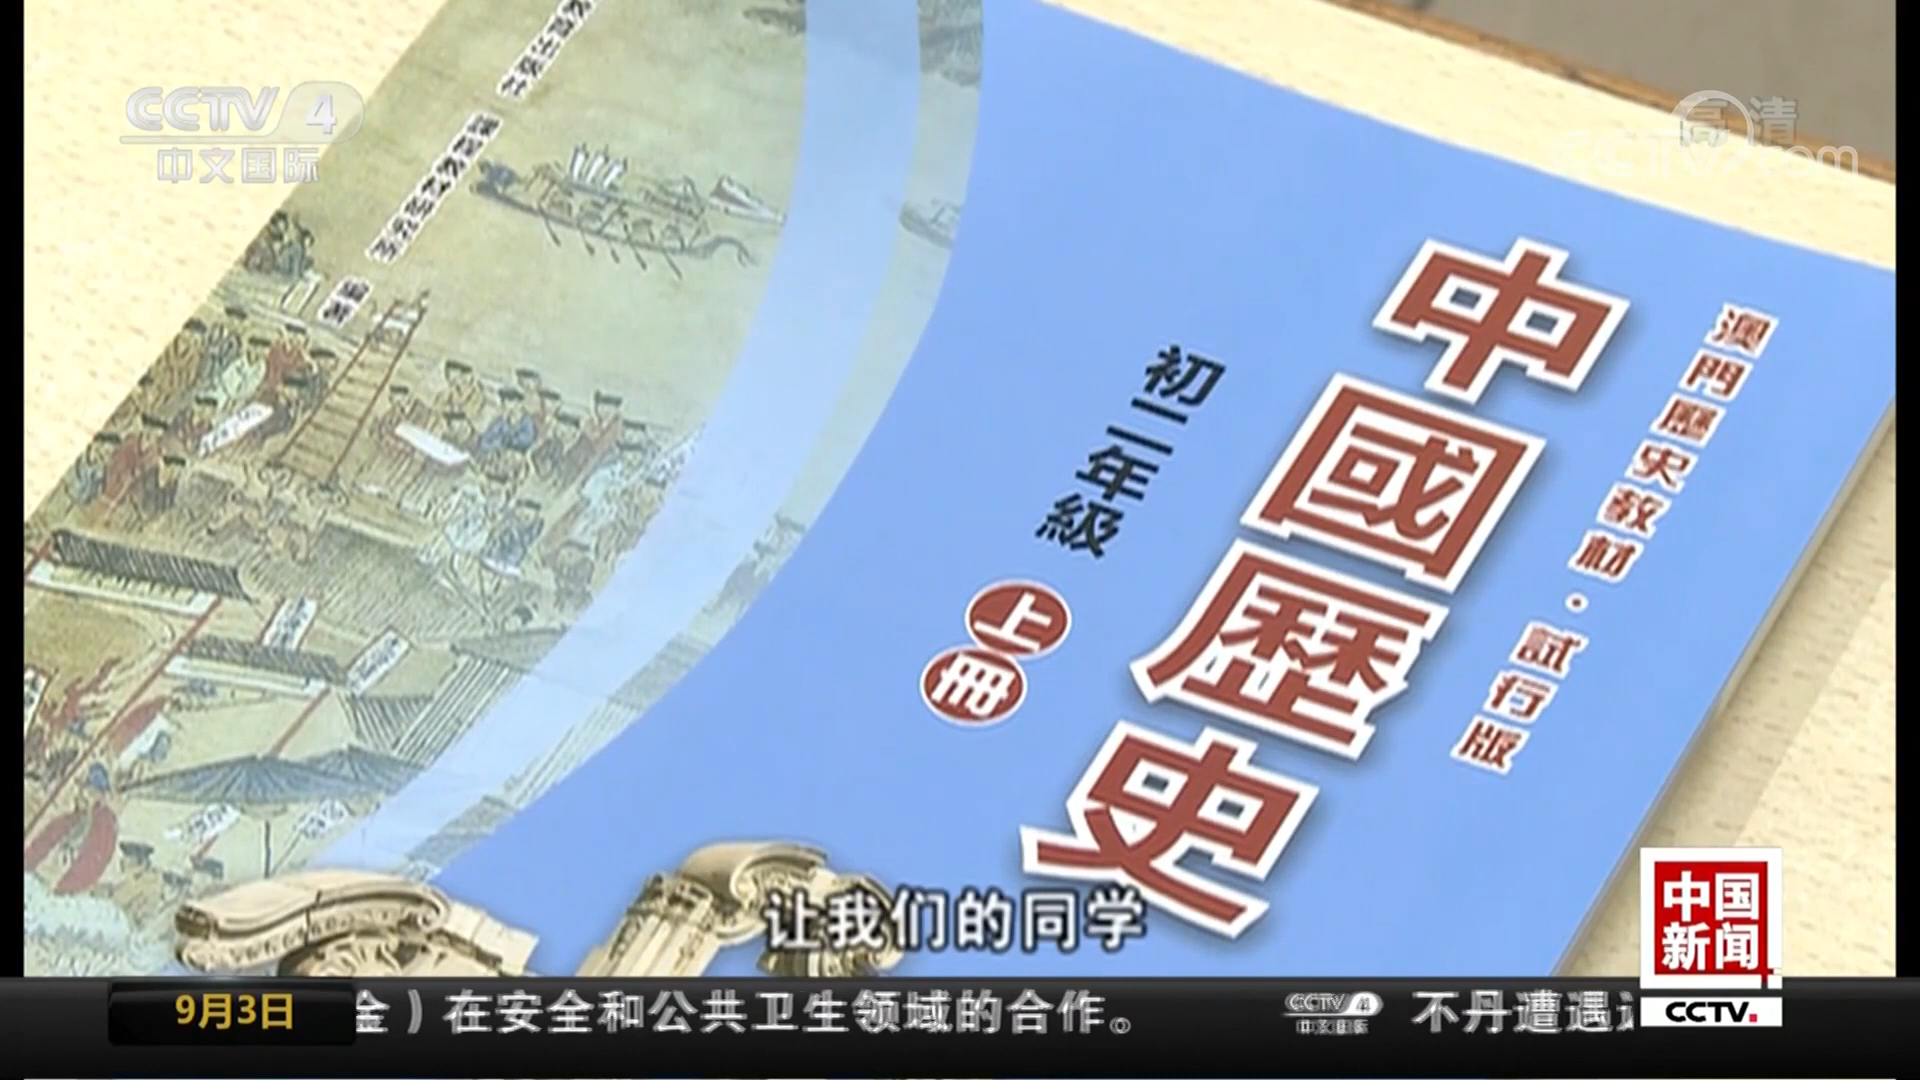 CCTV 4
中文国际
高清
CCTV.com
澳門歷史教材·試行版
中國歷史
初二年級
上冊
让我们的同学
中国
新闻
CCTV.
9月3日
金）在安全和公共卫生领域的合作。
CCTV 4
中文国际
不丹遭遇